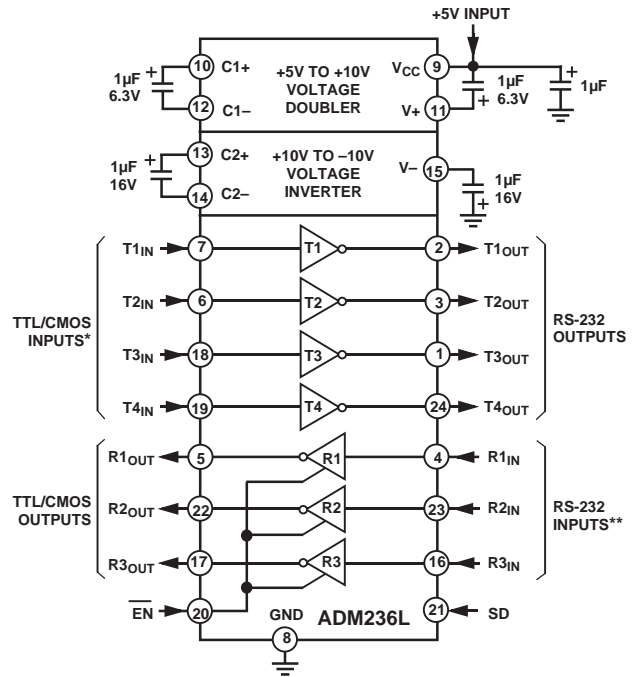 +5V INPUT
10 C1+ +5V TO +10V VOLTAGE DOUBLER VCC 9
1µF 6.3V + 12 C1– V+ 11 + 1µF 6.3V + 1µF
13 C2+ +10V TO –10V VOLTAGE INVERTER V– 15
1µF 16V + 14 C2– + 1µF 16V
T1IN 7 T1 2 T1OUT
T2IN 6 T2 3 T2OUT
TTL/CMOS INPUTS* RS-232 OUTPUTS
T3IN 18 T3 1 T3OUT
T4IN 19 T4 24 T4OUT
R1OUT 5 R1 4 R1IN
TTL/CMOS OUTPUTS RS-232 INPUTS**
R2OUT 22 R2 23 R2IN
R3OUT 17 R3 16 R3IN
EN 20 GND ADM236L 21 SD
8